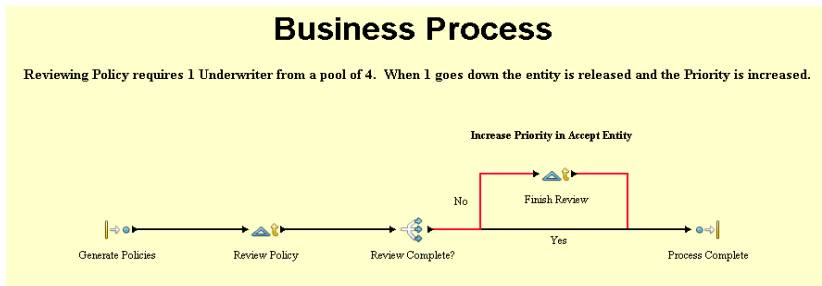 Business Process
Reviewing Policy requires 1 Underwriter from a pool of 4. When 1 goes down the entity is released and the Priority is increased.
Increase Priority in Accept Entity
No
Finish Review
Yes
Generate Policies
Review Policy
Review Complete?
Process Complete